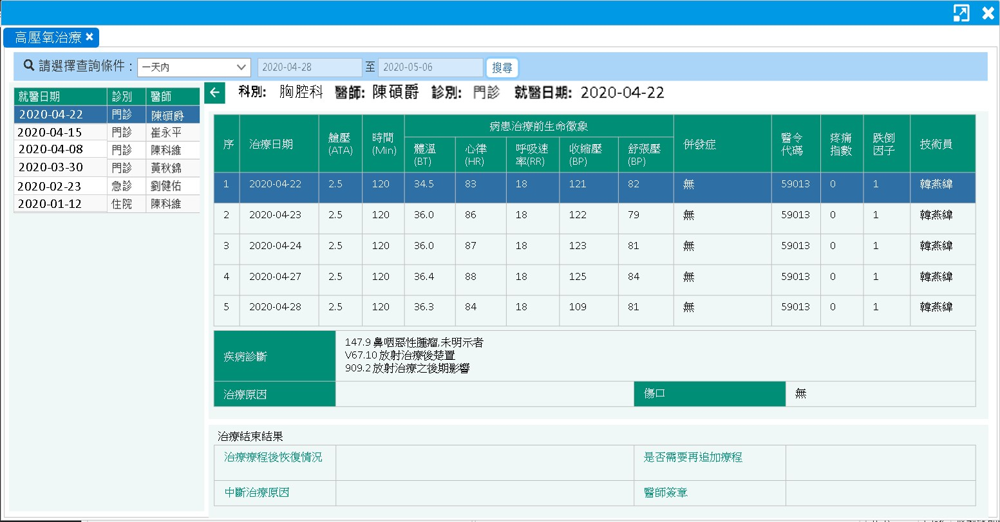 高壓氧治療
請選擇查詢條件： 一天內 2020-04-28 至 2020-05-06 搜尋
就醫日期 診別 醫師
2020-04-22 門診 陳碩爵
2020-04-15 門診 崔永平
2020-04-08 門診 陳科維
2020-03-30 門診 黃秋錦
2020-02-23 急診 劉健佑
2020-01-12 住院 陳科維
科別: 胸腔科 醫師: 陳碩爵 診別: 門診 就醫日期: 2020-04-22
病患治療前生命徵象
序 治療日期 艙壓(ATA) 時間(Min) 體溫(BT) 心律(HR) 呼吸速率(RR) 收縮壓(BP) 舒張壓(BP) 併發症 醫令代碼 疼痛指數 跌倒因子 技術員
1 2020-04-22 2.5 120 34.5 83 18 121 82 無 59013 0 1 韓燕緯
2 2020-04-23 2.5 120 36.0 86 18 122 79 無 59013 0 1 韓燕緯
3 2020-04-24 2.5 120 36.0 87 18 123 81 無 59013 0 1 韓燕緯
4 2020-04-27 2.5 120 36.4 88 18 125 84 無 59013 0 1 韓燕緯
5 2020-04-28 2.5 120 36.3 84 18 109 81 無 59013 0 1 韓燕緯
疾病診斷
147.9 鼻咽惡性腫瘤,未明示者
V67.10 放射治療後楚置
909.2 放射治療之後期影響
治療原因 傷口 無
治療結束結果
治療療程後恢復情況 是否需要再追加療程
中斷治療原因 醫師簽章